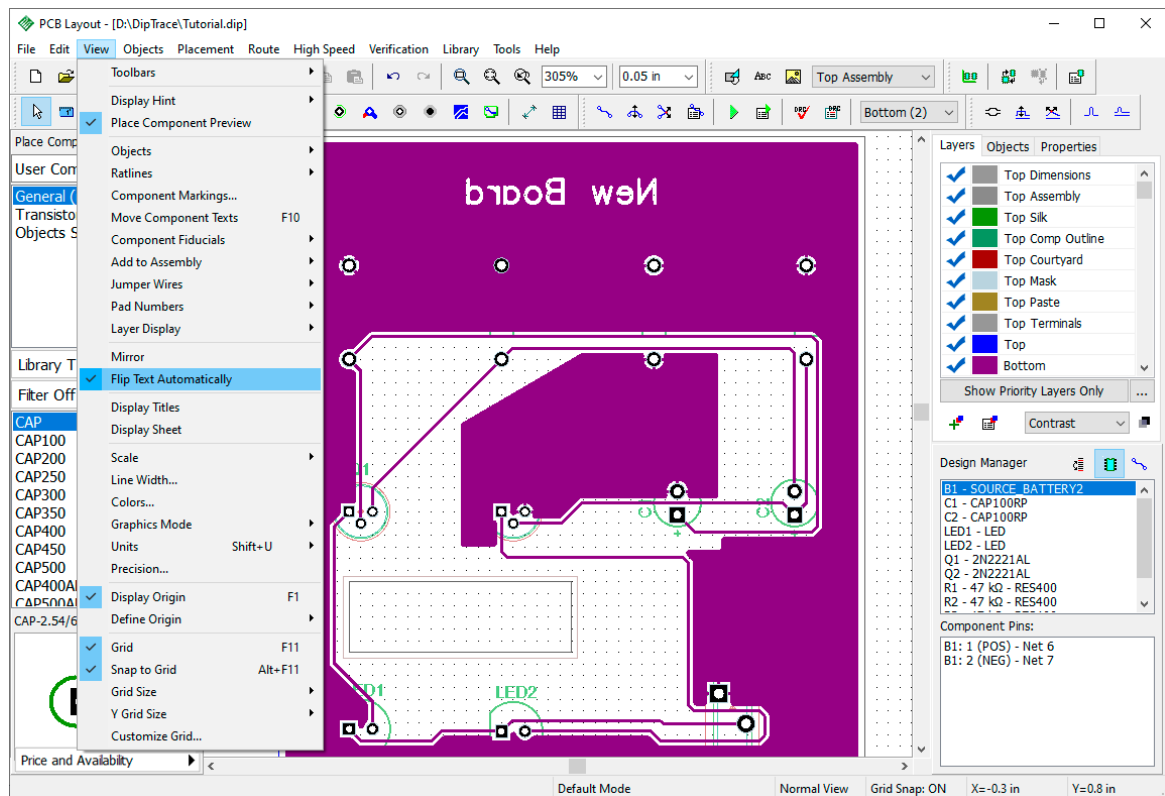 PCB Layout - [D:\DipTrace\Tutorial.dip]
File Edit View Objects Placement Route High Speed Verification Library Tools Help
305% 0.05 in ABC Top Assembly
DRC DRC Bottom (2)
Toolbars
Display Hint
Place Component Preview
Objects
Ratlines
Component Markings...
Move Component Texts F10
Component Fiducials
Add to Assembly
Jumper Wires
Pad Numbers
Layer Display
Mirror
Flip Text Automatically
Display Titles
Display Sheet
Scale
Line Width...
Colors...
Graphics Mode
Units Shift+U
Precision...
Display Origin F1
Define Origin
Grid F11
Snap to Grid Alt+F11
Grid Size
Y Grid Size
Customize Grid...
Place Comp
User Com
General (
Transisto
Objects S
Library T
Filter Off
CAP
CAP100
CAP200
CAP250
CAP300
CAP350
CAP400
CAP450
CAP500
CAP400A
CAP500A
CAP-2.54/6
Price and Availability
New Board
LED2
Layers Objects Properties
Top Dimensions
Top Assembly
Top Silk
Top Comp Outline
Top Courtyard
Top Mask
Top Paste
Top Terminals
Top
Bottom
Show Priority Layers Only ...
Contrast
Design Manager
B1 - SOURCE_BATTERY2
C1 - CAP100RP
C2 - CAP100RP
LED1 - LED
LED2 - LED
Q1 - 2N2221AL
Q2 - 2N2221AL
R1 - 47 kΩ - RES400
R2 - 47 kΩ - RES400
Component Pins:
B1: 1 (POS) - Net 6
B1: 2 (NEG) - Net 7
Default Mode Normal View Grid Snap: ON X=-0.3 in Y=0.8 in